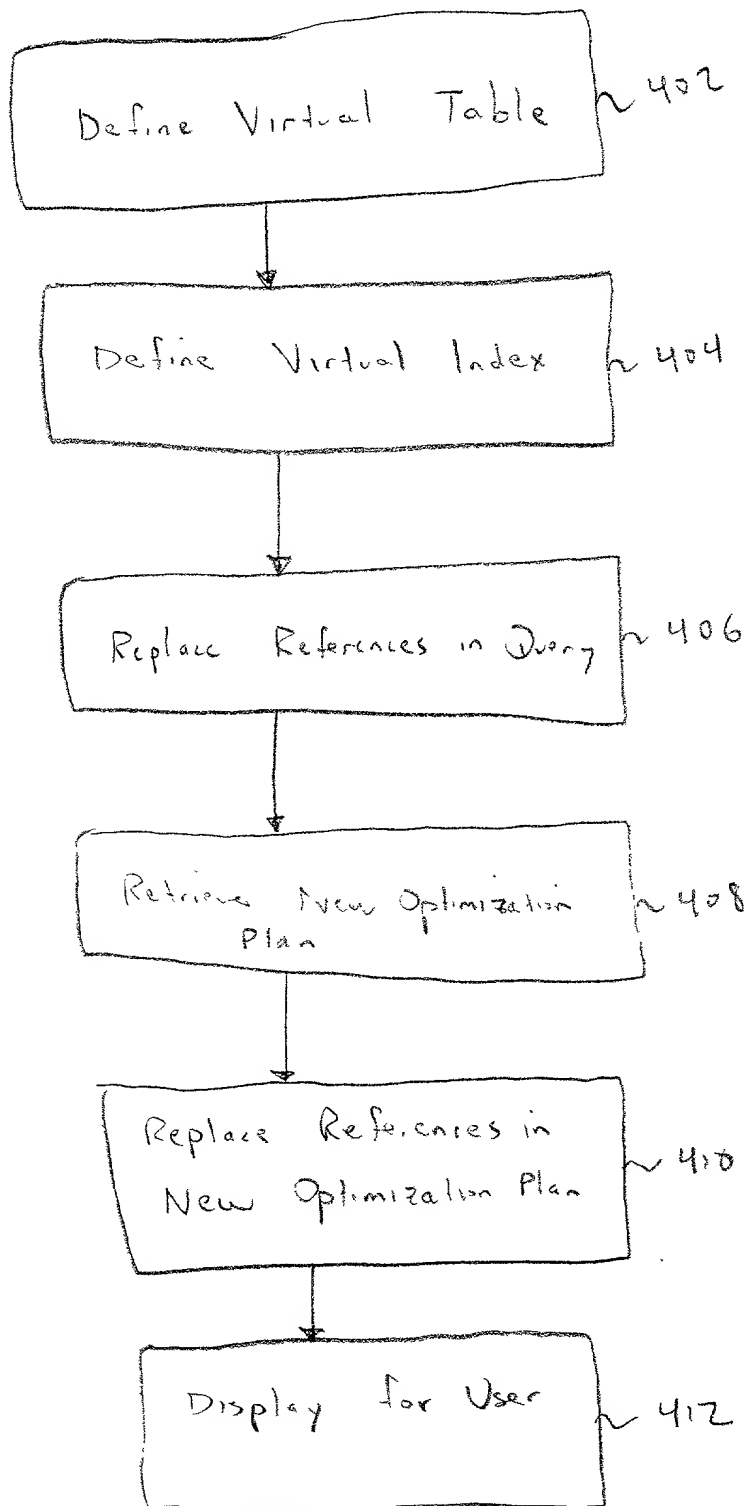 Define Virtual Table
402
Define Virtual Index
404
Replace References in Query
406
Retrieve New Optimization
Plan
408
Replace References in
New Optimization Plan
410
Display for User
412